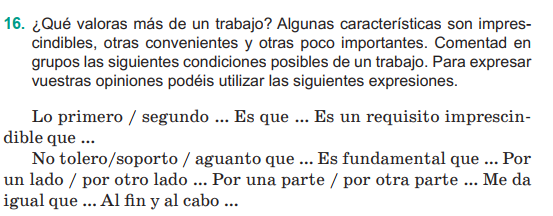 16. ¿Qué valoras más de un trabajo? Algunas características son impres-
cindibles, otras convenientes y otras poco importantes. Comentad en
grupos las siguientes condiciones posibles de un trabajo. Para expresar
vuestras opiniones podéis utilizar las siguientes expresiones.
Lo primero / segundo ... Es que ... Es un requisito imprescin-
dible que ...
No tolero/soporto / aguanto que ... Es fundamental que ... Por
un lado / por otro lado ... Por una parte / por otra parte ... Me da
igual que ... Al fin y al cabo ...